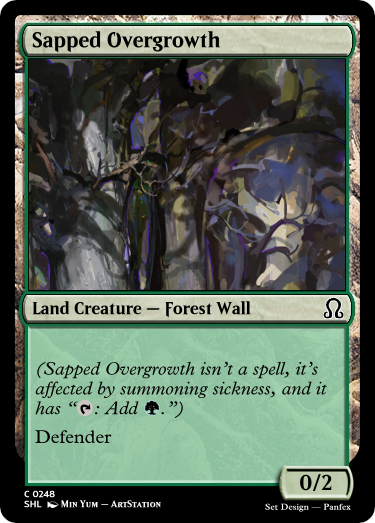 Sapped Overgrowth
Land Creature — Forest Wall
(Sapped Overgrowth isn't a spell, it's
affected by summoning sickness, and it
has “: Add .”)
Defender
0/2
C 0248
SHL Min Yum — ArtStation
Set Design — Panfex